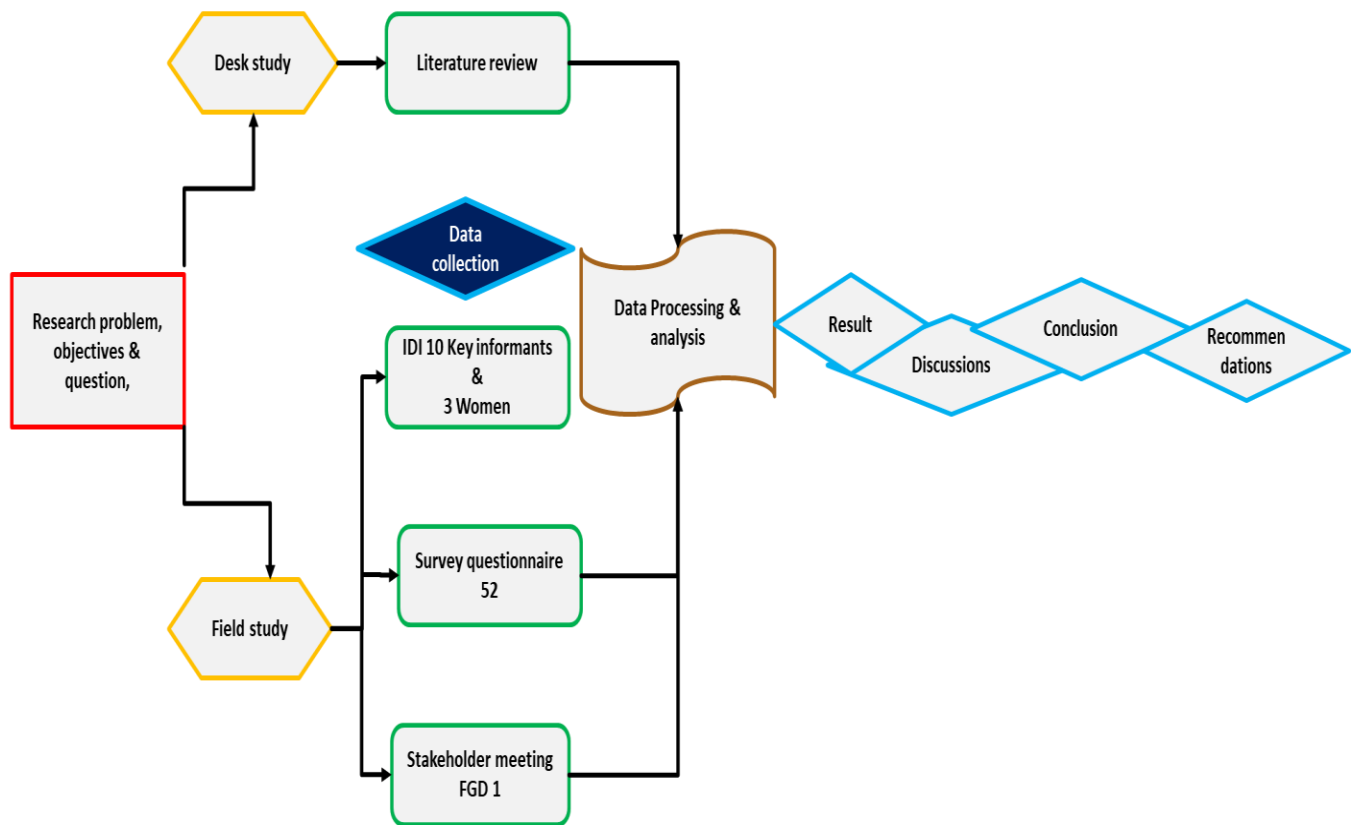 Desk study
Literature review
Data
collection
Research problem,
objectives &
question,
IDI 10 Key informants
&
3 Women
Data Processing &
analysis
Result
Discussions
Conclusion
Recommen
dations
Survey questionnaire
52
Field study
Stakeholder meeting
FGD 1